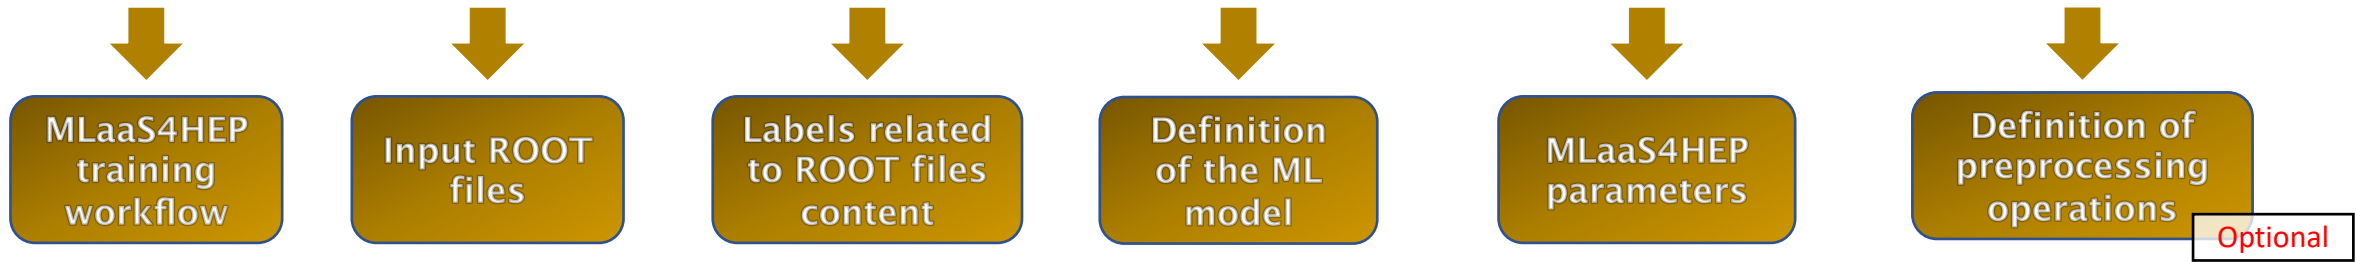 MLaaS4HEP
training
workflow
Input ROOT
files
Labels related
to ROOT files
content
Definition
of the ML
model
MLaaS4HEP
parameters
Definition of
preprocessing
operations
Optional